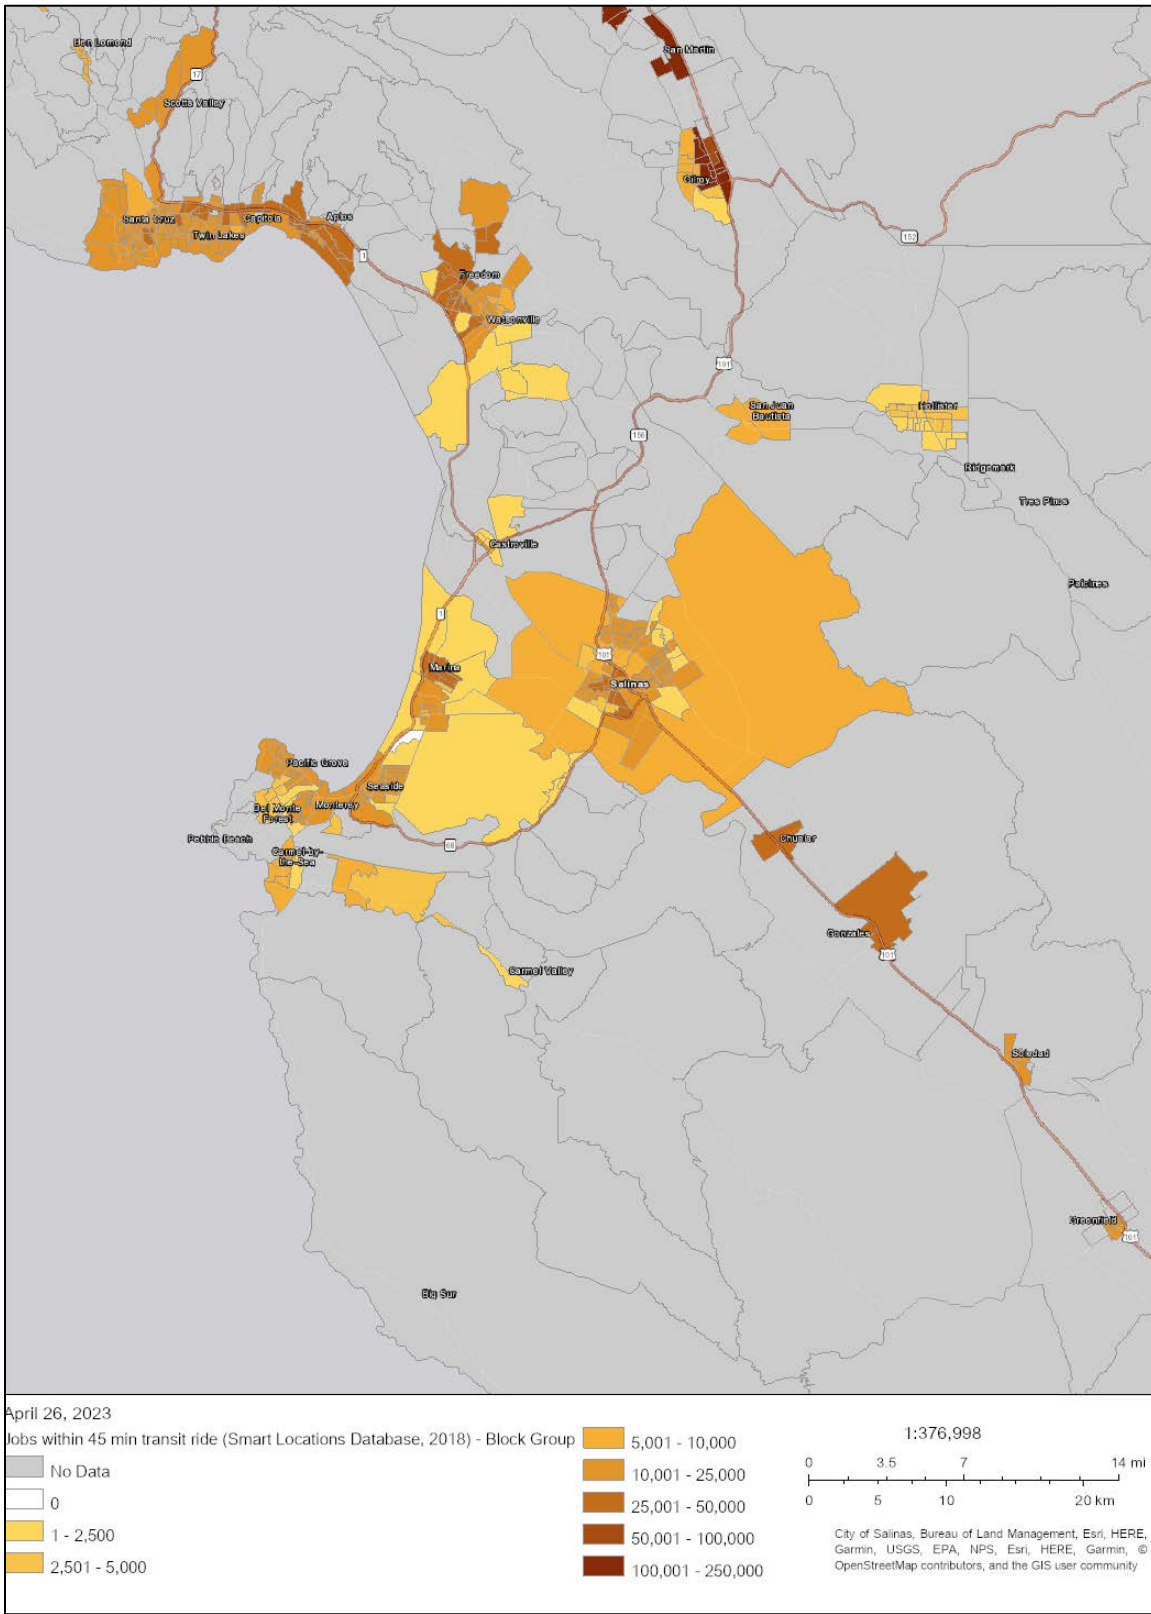 Ben Lomond
San Martin
17
Scotts Valley
Gilroy
Santa Cruz
Capitola
Aptos
Twin Lakes
152
1
Freedom
Watsonville
101
San Juan
Bautista
Hollister
156
Ridgemark
Tres Pinos
Castroville
Paicines
1
101
Marina
Salinas
Pacific Grove
Seaside
Del Monte
Forest
Monterey
Pebble Beach
68
Chualar
Carmel-by-
the-Sea
Gonzales
101
Carmel Valley
Soledad
Greenfield
101
Big Sur
April 26, 2023
Jobs within 45 min transit ride (Smart Locations Database, 2018) - Block Group
No Data
0
1 - 2,500
2,501 - 5,000
5,001 - 10,000
10,001 - 25,000
25,001 - 50,000
50,001 - 100,000
100,001 - 250,000
1:376,998
0 3.5 7 14 mi
0 5 10 20 km
City of Salinas, Bureau of Land Management, Esri, HERE,
Garmin, USGS, EPA, NPS, Esri, HERE, Garmin, ©
OpenStreetMap contributors, and the GIS user community